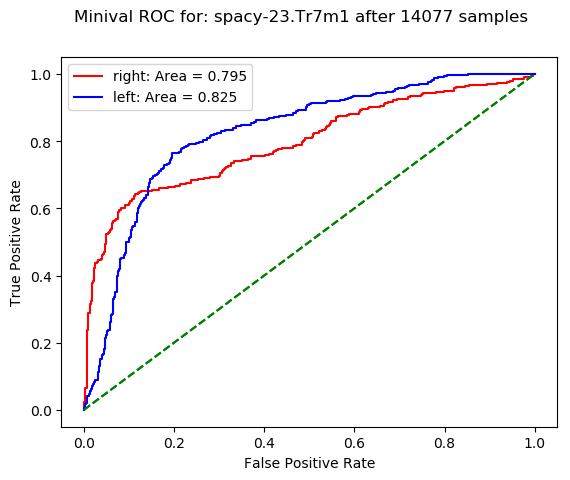 Minival ROC for: spacy-23.Tr7m1 after 14077 samples
right: Area = 0.795
left: Area = 0.825
True Positive Rate
1.0
0.8
0.6
0.4
0.2
0.0
0.0 0.2 0.4 0.6 0.8 1.0
False Positive Rate